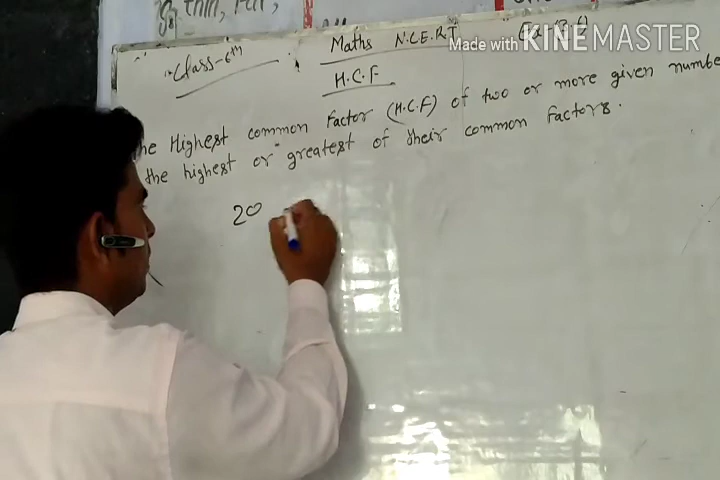 thin,
Class-6th
Maths N.C.E.R.T
Made with KINEMASTER
H.C.F
he Highest common Factor (H.C.F) of two or more given numbe
the highest or greatest of their common factors.
20